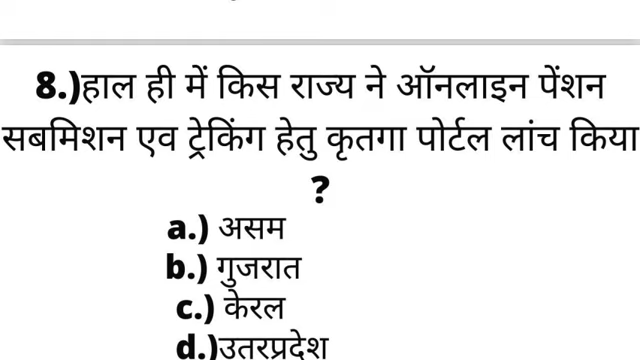 8.)हाल ही में किस राज्य ने ऑनलाइन पेंशन
सबमिशन एव ट्रेकिंग हेतु कृतगा पोर्टल लांच किया
?
a.) असम
b.) गुजरात
c.) केरल
d.)उतरप्रदेश